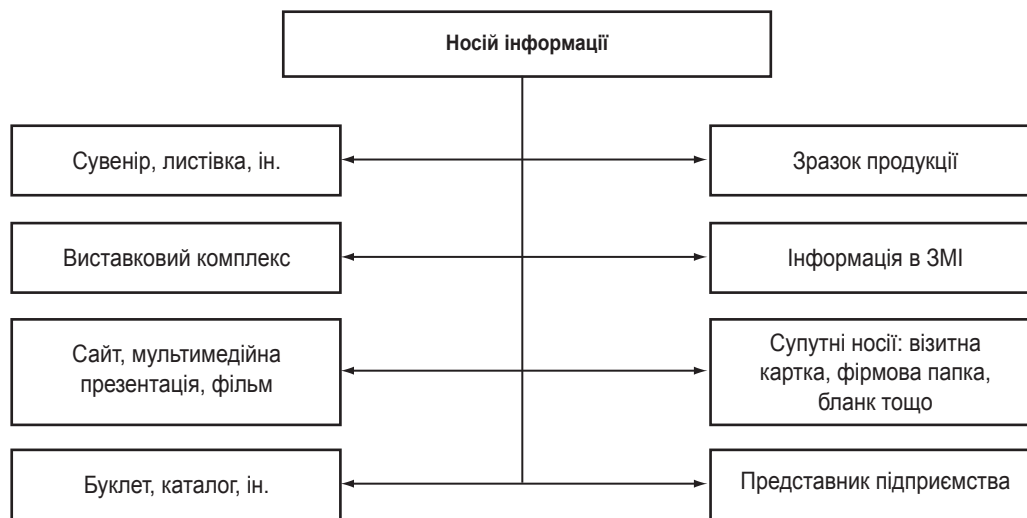 Носій інформації
Сувенір, листівка, ін.
Зразок продукції
Виставковий комплекс
Інформація в ЗМІ
Сайт, мультимедійна
презентація, фільм
Супутні носії: візитна
картка, фірмова папка,
бланк тощо
Буклет, каталог, ін.
Представник підприємства